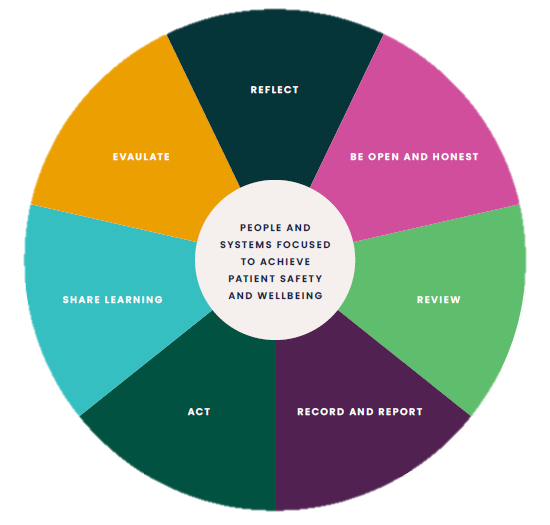 REFLECT
BE OPEN AND HONEST
REVIEW
RECORD AND REPORT
ACT
SHARE LEARNING
EVAULATE
PEOPLE AND
SYSTEMS FOCUSED
TO ACHIEVE
PATIENT SAFETY
AND WELLBEING